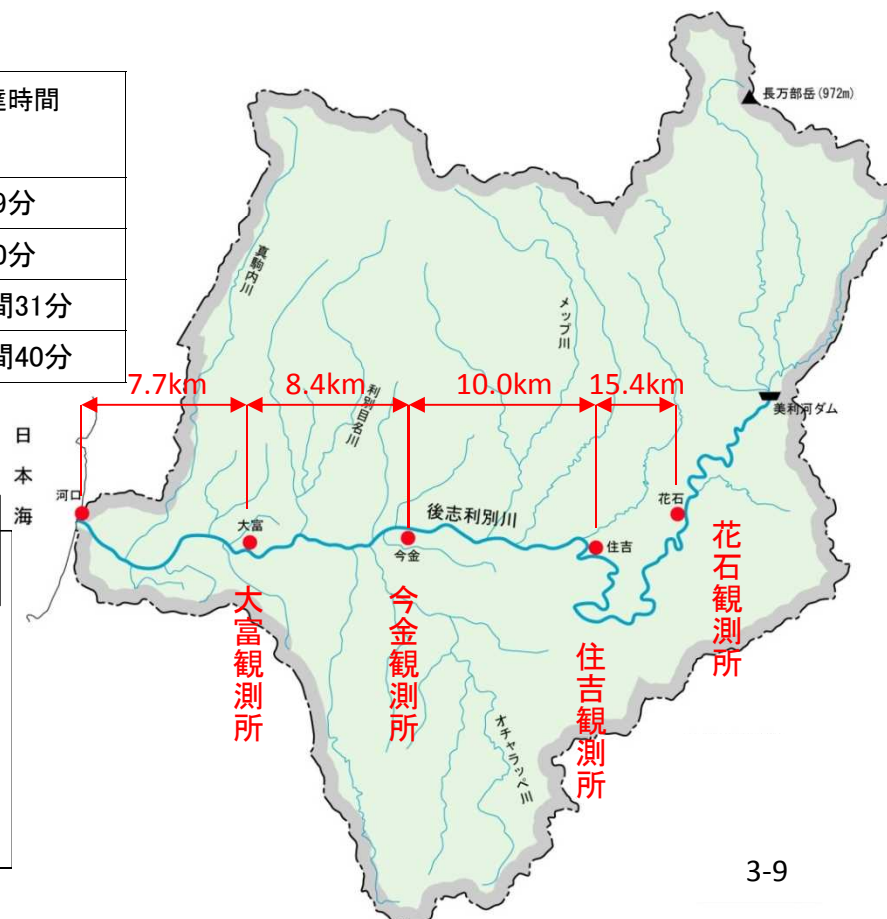 達時間
9分
0分
間31分
間40分
長万部岳(972m)
真駒内川
メップ川
利別目名川
7.7km
8.4km
10.0km
15.4km
美利河ダム
日本海
河口
大富
今金
後志利別川
住吉
花石
大富観測所
今金観測所
住吉観測所
花石観測所
オチャラッペ川
3-9